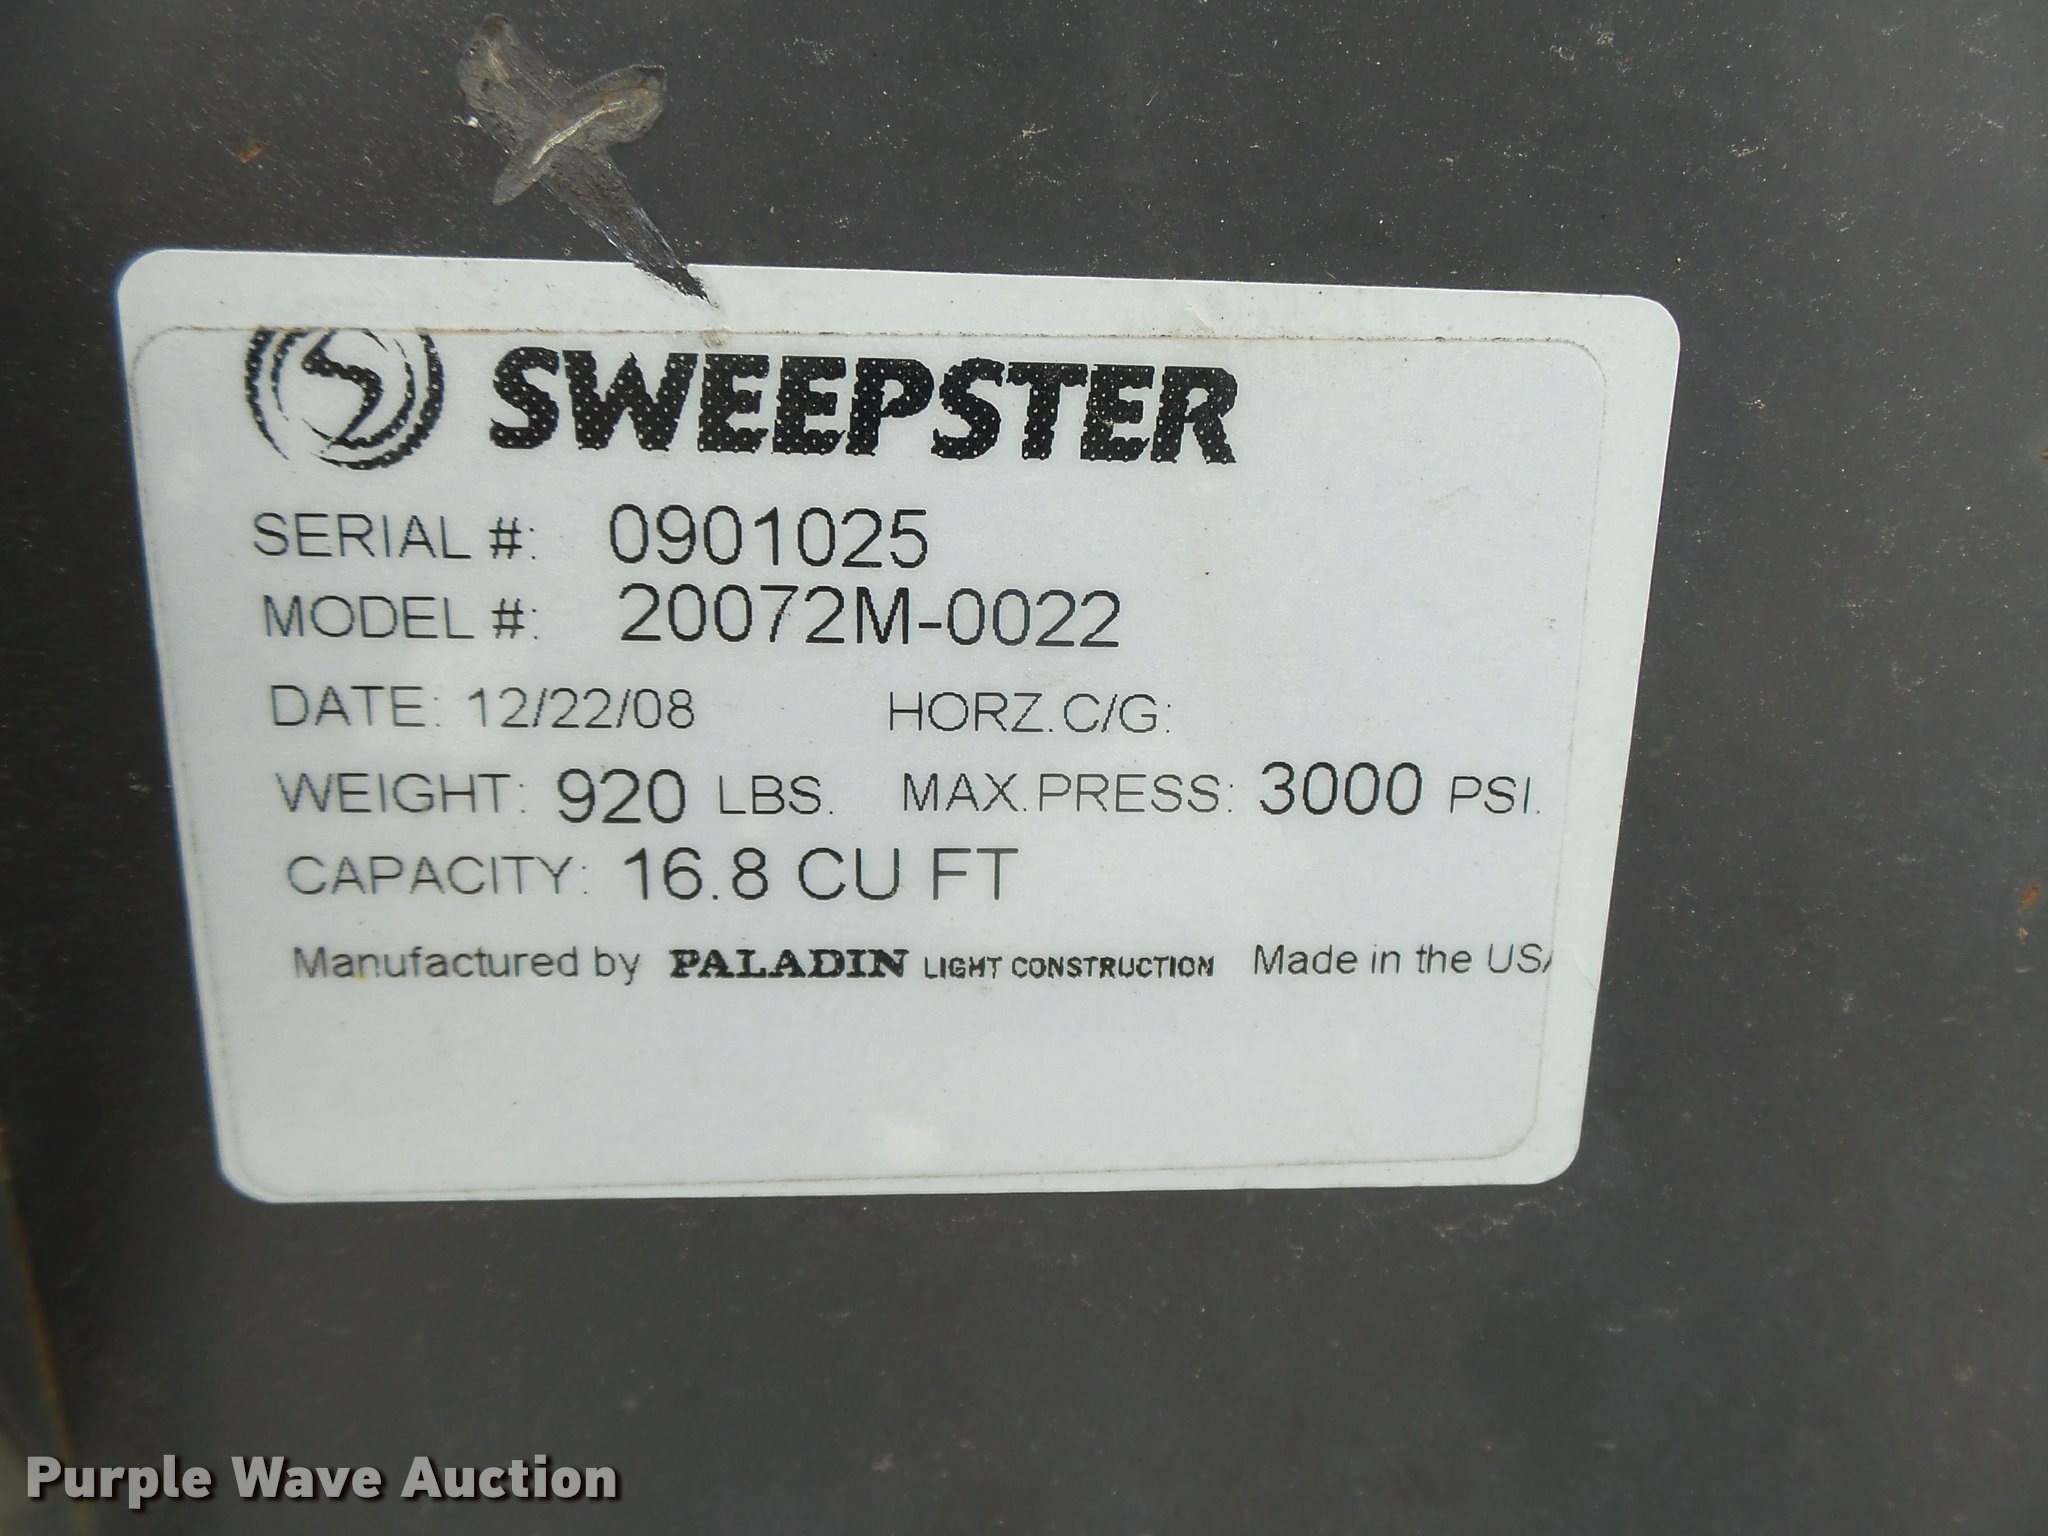 SWEEPSTER
SERIAL #: 0901025
MODEL #: 20072M-0022
DATE: 12/22/08 HORZ.C/G:
WEIGHT: 920 LBS. MAX.PRESS: 3000 PSI.
CAPACITY: 16.8 CU FT
Manufactured by PALADIN LIGHT CONSTRUCTION Made in the USA
Purple Wave Auction